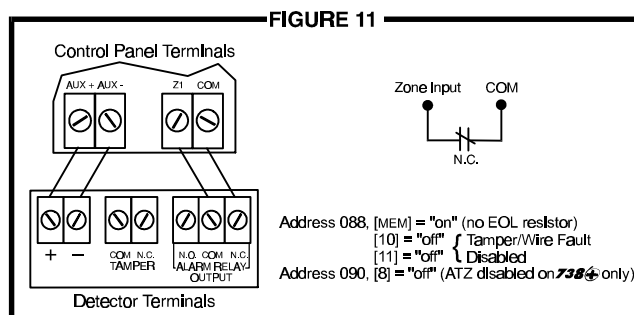 FIGURE 11
Control Panel Terminals
AUX + AUX - Z1 COM
Zone Input COM
N.C.
+ − COM N.C. N.O. COM N.C.
TAMPER ALARM RELAY
OUTPUT
Detector Terminals
Address 088, [MEM] = "on" (no EOL resistor)
[10] = "off" { Tamper/Wire Fault
[11] = "off" { Disabled
Address 090, [8] = "off" (ATZ disabled on 738+ only)